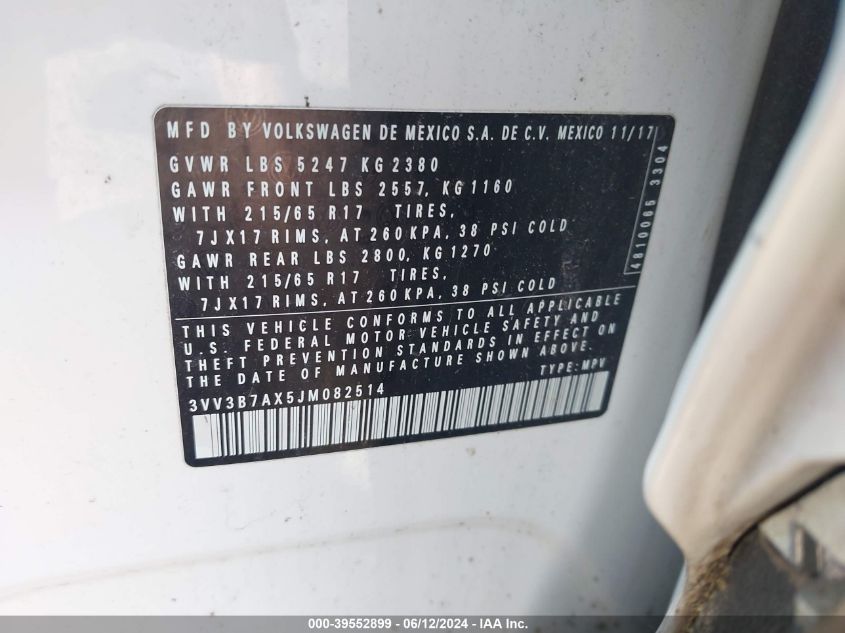 MFD BY VOLKSWAGEN DE MEXICO S.A. DE C.V. MEXICO 11/17
GVWR LBS 5247 KG 2380
GAWR FRONT LBS 2557, KG 1160
WITH 215/65 R17 TIRES,
7JX17 RIMS, AT 260 KPA, 38 PSI COLD
GAWR REAR LBS 2800, KG 1270
WITH 215/65 R17 TIRES,
7JX17 RIMS, AT 260 KPA, 38 PSI COLD
4810065 3304
THIS VEHICLE CONFORMS TO ALL APPLICABLE
U.S. FEDERAL MOTOR VEHICLE SAFETY AND
THEFT PREVENTION STANDARDS IN EFFECT ON
THE DATE OF MANUFACTURE SHOWN ABOVE.
TYPE: MPV
3VV3B7AX5JM082514
000-39552899 - 06/12/2024 - IAA Inc.